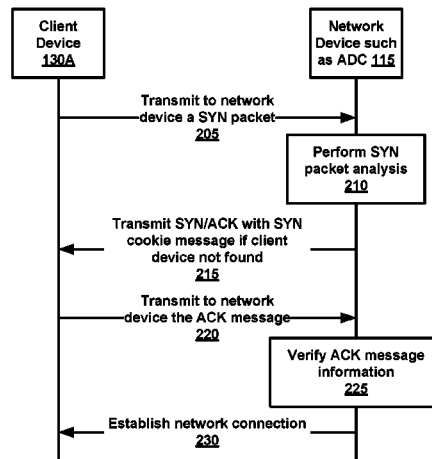 Client
Device
130A
Network
Device such
as ADC 115
Transmit to network
device a SYN packet
205
Perform SYN
packet analysis
210
Transmit SYN/ACK with SYN
cookie message if client
device not found
215
Transmit to network
device the ACK message
220
Verify ACK message
information
225
Establish network connection
230